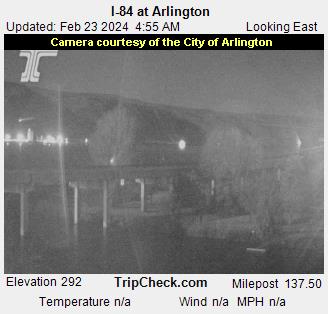 I-84 at Arlington
Updated: Feb 23 2024 4:55 AM Looking East
Camera courtesy of the City of Arlington
Elevation 292 TripCheck.com Milepost 137.50
Temperature n/a Wind n/a MPH n/a